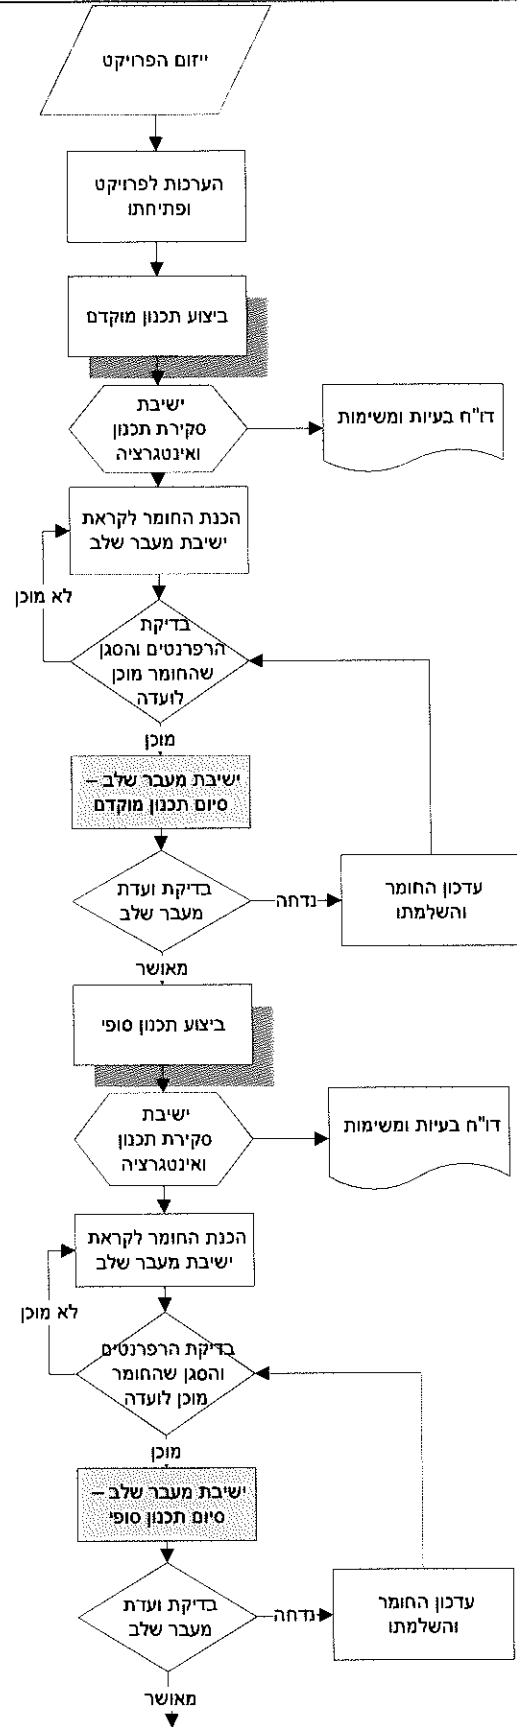 ייזום הפרויקט
הערכות לפרויקט
ופתיחתו
ביצוע תכנון מוקדם
ישיבת
סקירת תכנון
ואינטגרציה
דו"ח בעיות ומשימות
הכנת החומר לקראת
ישיבת מעבר שלב
לא מוכן
בדיקת
הרפרנטים והסגן
שהחומר מוכן
לועדה
מוכן
ישיבת מעבר שלב –
סיום תכנון מוקדם
בדיקת ועדת
מעבר שלב
נדחה
עדכון החומר
והשלמתו
מאושר
ביצוע תכנון סופי
ישיבת
סקירת תכנון
ואינטגרציה
דו"ח בעיות ומשימות
הכנת החומר לקראת
ישיבת מעבר שלב
לא מוכן
בדיקת הרפרנטים
והסגן שהחומר
מוכן לועדה
מוכן
ישיבת מעבר שלב –
סיום תכנון סופי
בדיקת ועדת
מעבר שלב
נדחה
עדכון החומר
והשלמתו
מאושר